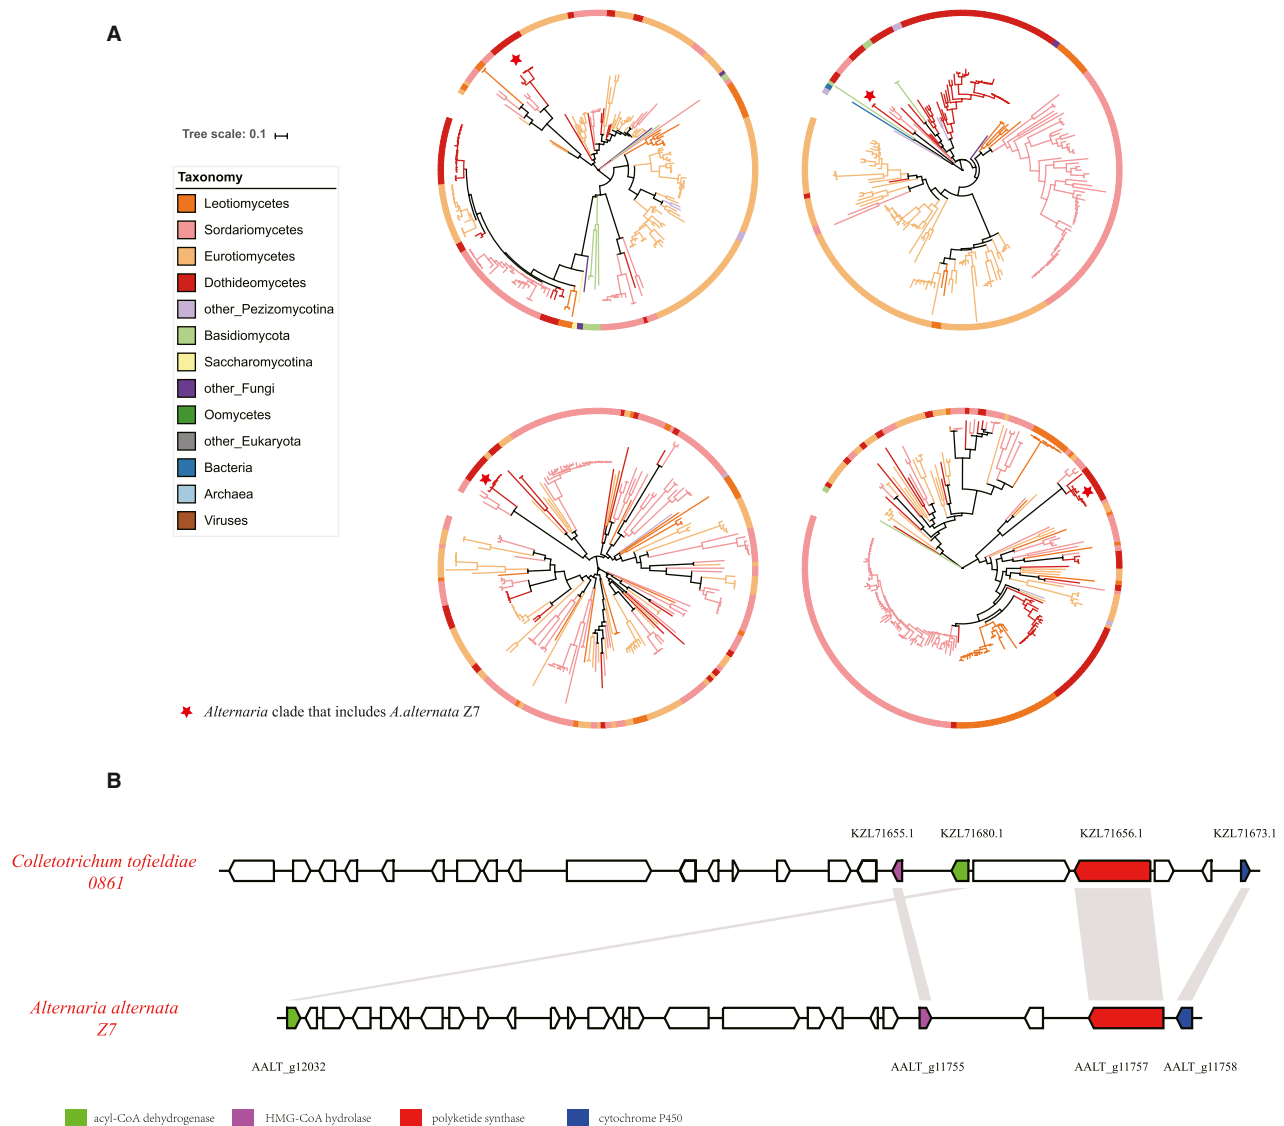 A
Tree scale: 0.1
Taxonomy
Leotiomycetes
Sordariomycetes
Eurotiomycetes
Dothideomycetes
other_Pezizomycotina
Basidiomycota
Saccharomycotina
other_Fungi
Oomycetes
other_Eukaryota
Bacteria
Archaea
Viruses
Alternaria clade that includes A.alternata Z7
B
KZL71655.1 KZL71680.1 KZL71656.1 KZL71673.1
Colletotrichum tofieldiae
0861
Alternaria alternata
Z7
AALT_g12032 AALT_g11755 AALT_g11757 AALT_g11758
acyl-CoA dehydrogenase HMG-CoA hydrolase polyketide synthase cytochrome P450